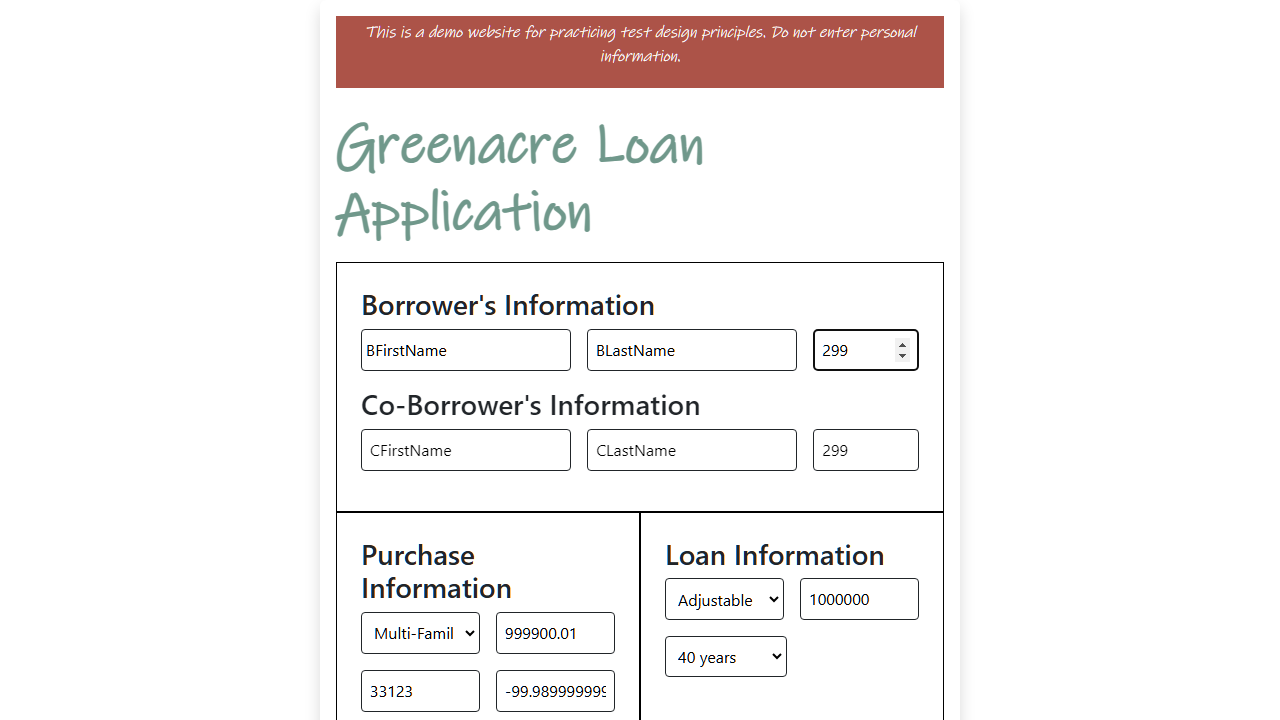 This is a demo website for practicing test design principles. Do not enter personal
information.
Greenacre Loan
Application
Borrower's Information
BFirstName BLastName 299
Co-Borrower's Information
CFirstName CLastName 299
Purchase
Information
Multi-Famil 999900.01
33123 -99.989999999
Loan Information
Adjustable 1000000
40 years